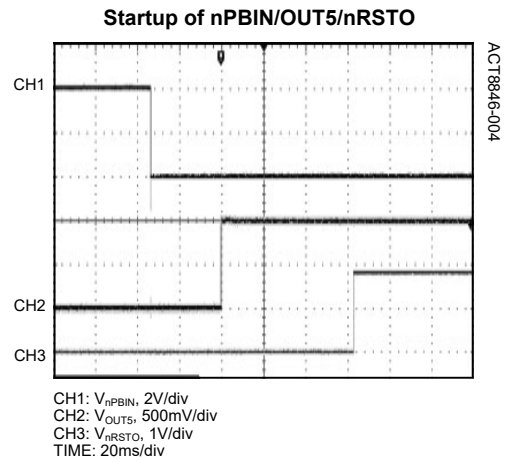 Startup of nPBIN/OUT5/nRSTO
ACT8846-004
CH1
CH2
CH3
CH1: VnPBIN, 2V/div
CH2: VOUT5, 500mV/div
CH3: VnRSTO, 1V/div
TIME: 20ms/div